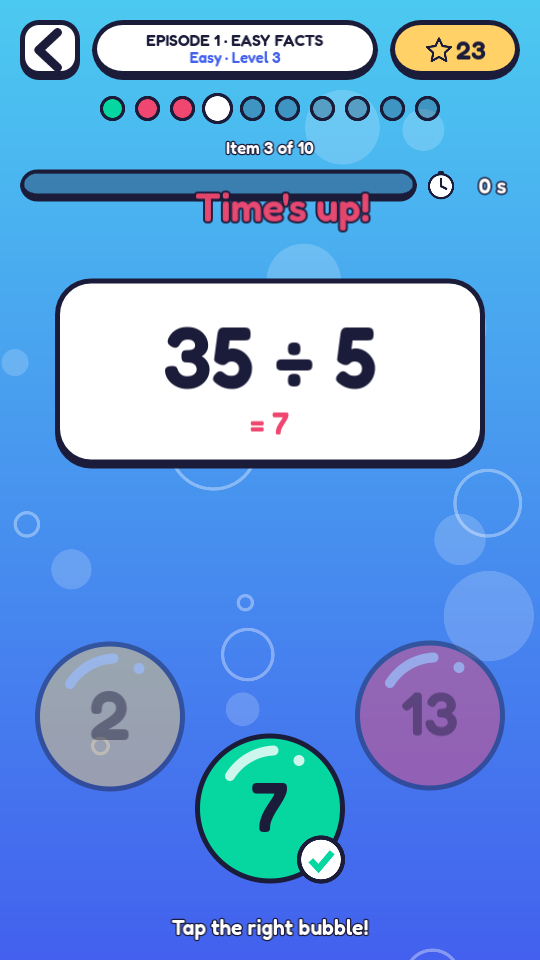 EPISODE 1 · EASY FACTS
Easy · Level 3
23
Item 3 of 10
0 s
Time's up!
35 ÷ 5
= 7
2
13
7
Tap the right bubble!